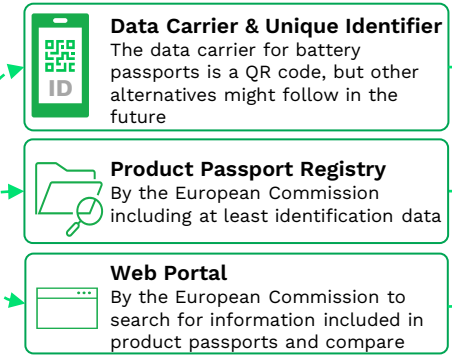 Data Carrier & Unique Identifier
The data carrier for battery
passports is a QR code, but other
alternatives might follow in the
future
ID
Product Passport Registry
By the European Commission
including at least identification data
Web Portal
By the European Commission to
search for information included in
product passports and compare